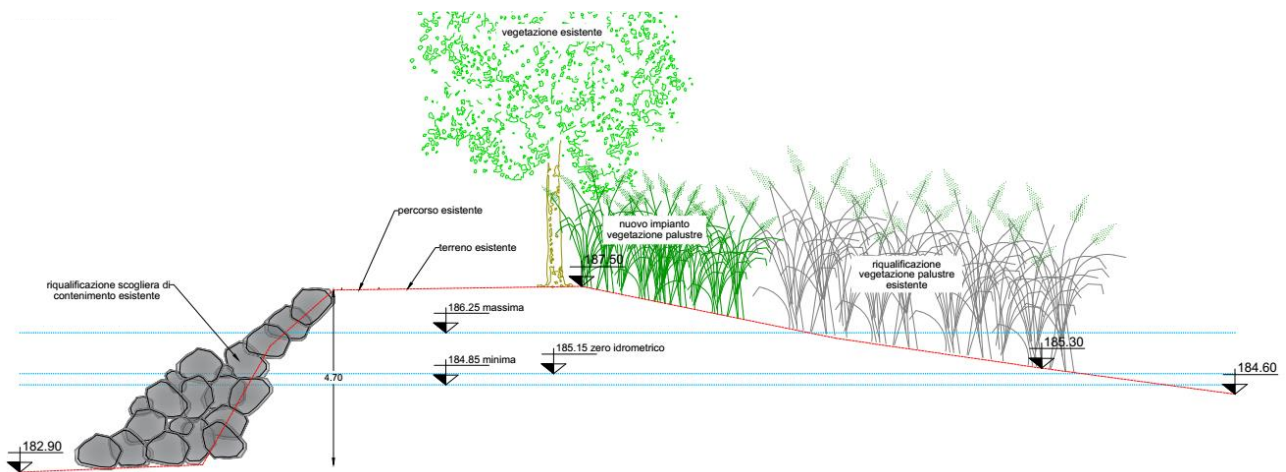 vegetazione esistente
percorso esistente
nuovo impianto
vegetazione palustre
terreno esistente
187.50
riqualificazione
vegetazione palustre
esistente
riqualificazione scogliera di
contenimento esistente
186.25 massima
185.15 zero idrometrico
185.30
184.85 minima
184.60
4.70
182.90